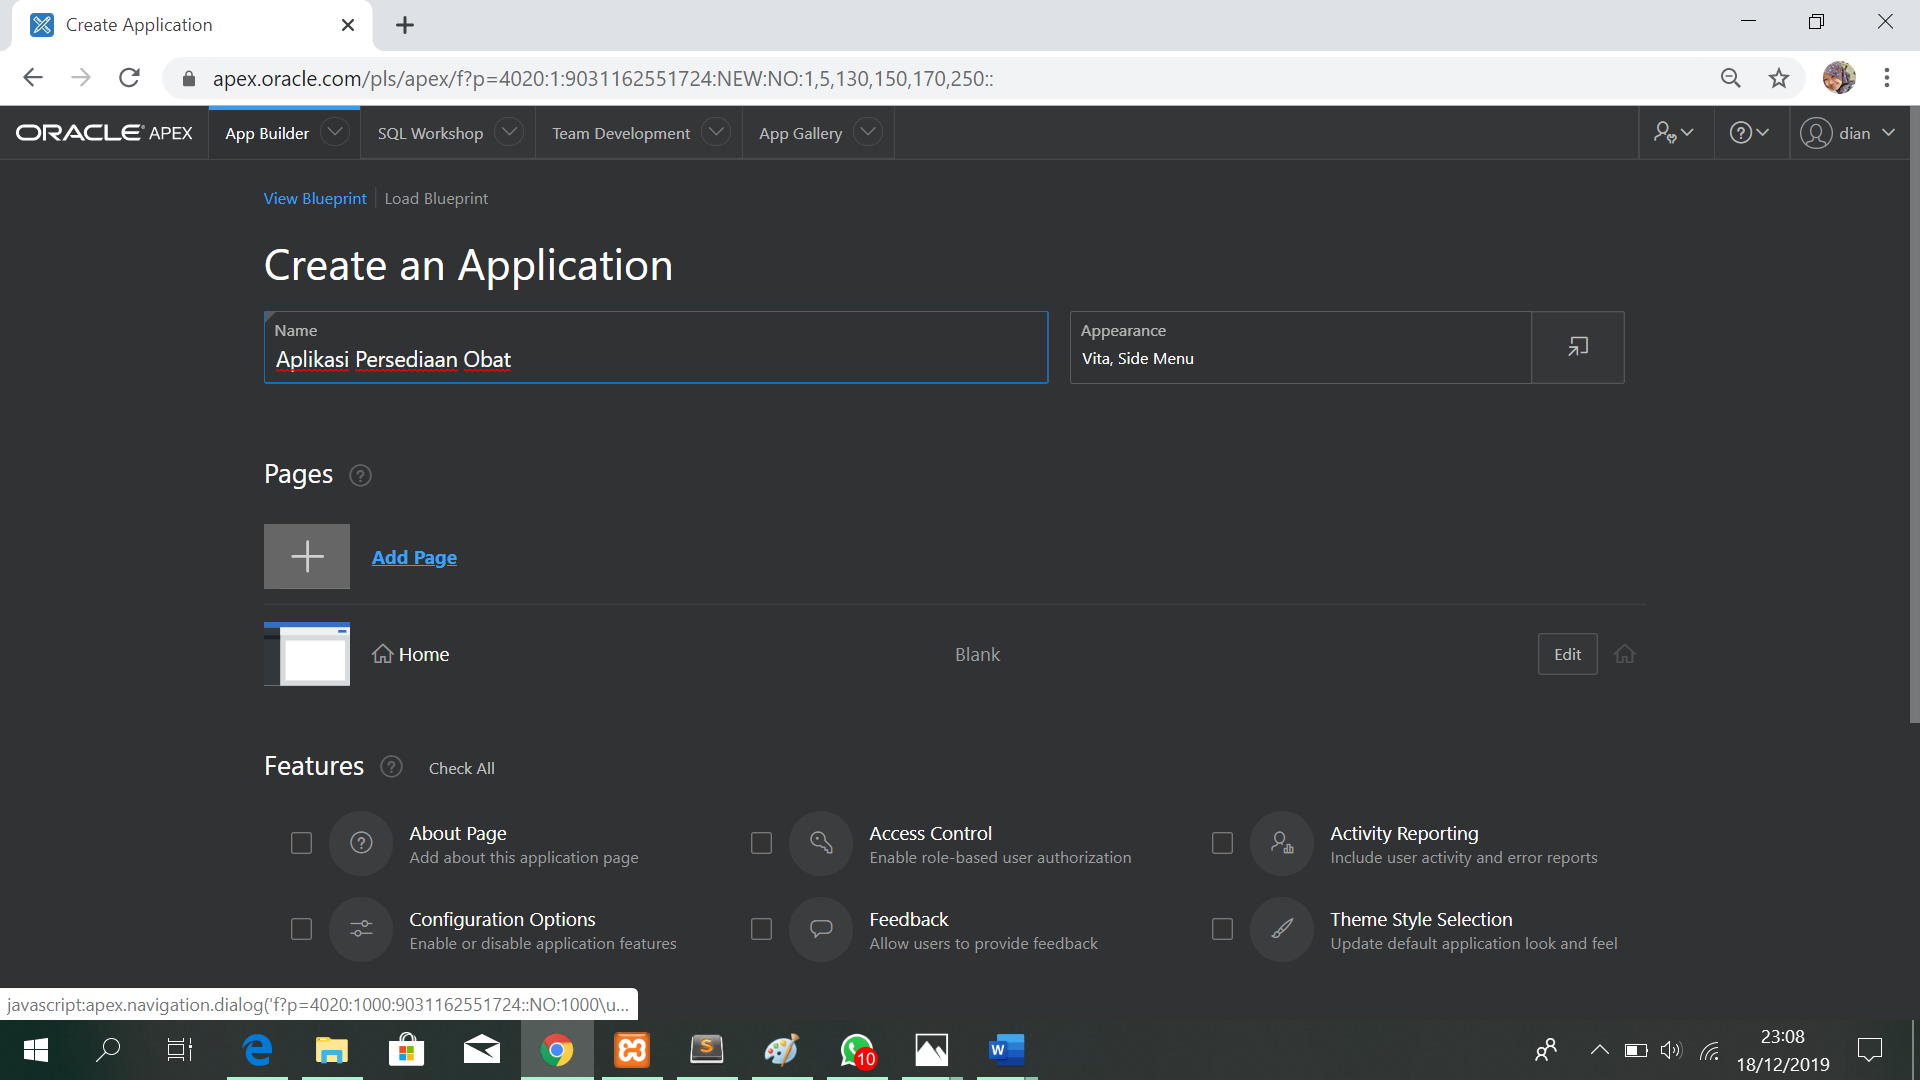 Create Application
apex.oracle.com/pls/apex/f?p=4020:1:9031162551724:NEW:NO:1,5,130,150,170,250::
ORACLE APEX App Builder SQL Workshop Team Development App Gallery dian
View Blueprint Load Blueprint
Create an Application
Name
Aplikasi Persediaan Obat
Appearance
Vita, Side Menu
Pages
Add Page
Home Blank Edit
Features Check All
About Page
Add about this application page
Access Control
Enable role-based user authorization
Activity Reporting
Include user activity and error reports
Configuration Options
Enable or disable application features
Feedback
Allow users to provide feedback
Theme Style Selection
Update default application look and feel
javascript:apex.navigation.dialog('f?p=4020:1000:9031162551724::NO:1000\u...
10
23:08
18/12/2019